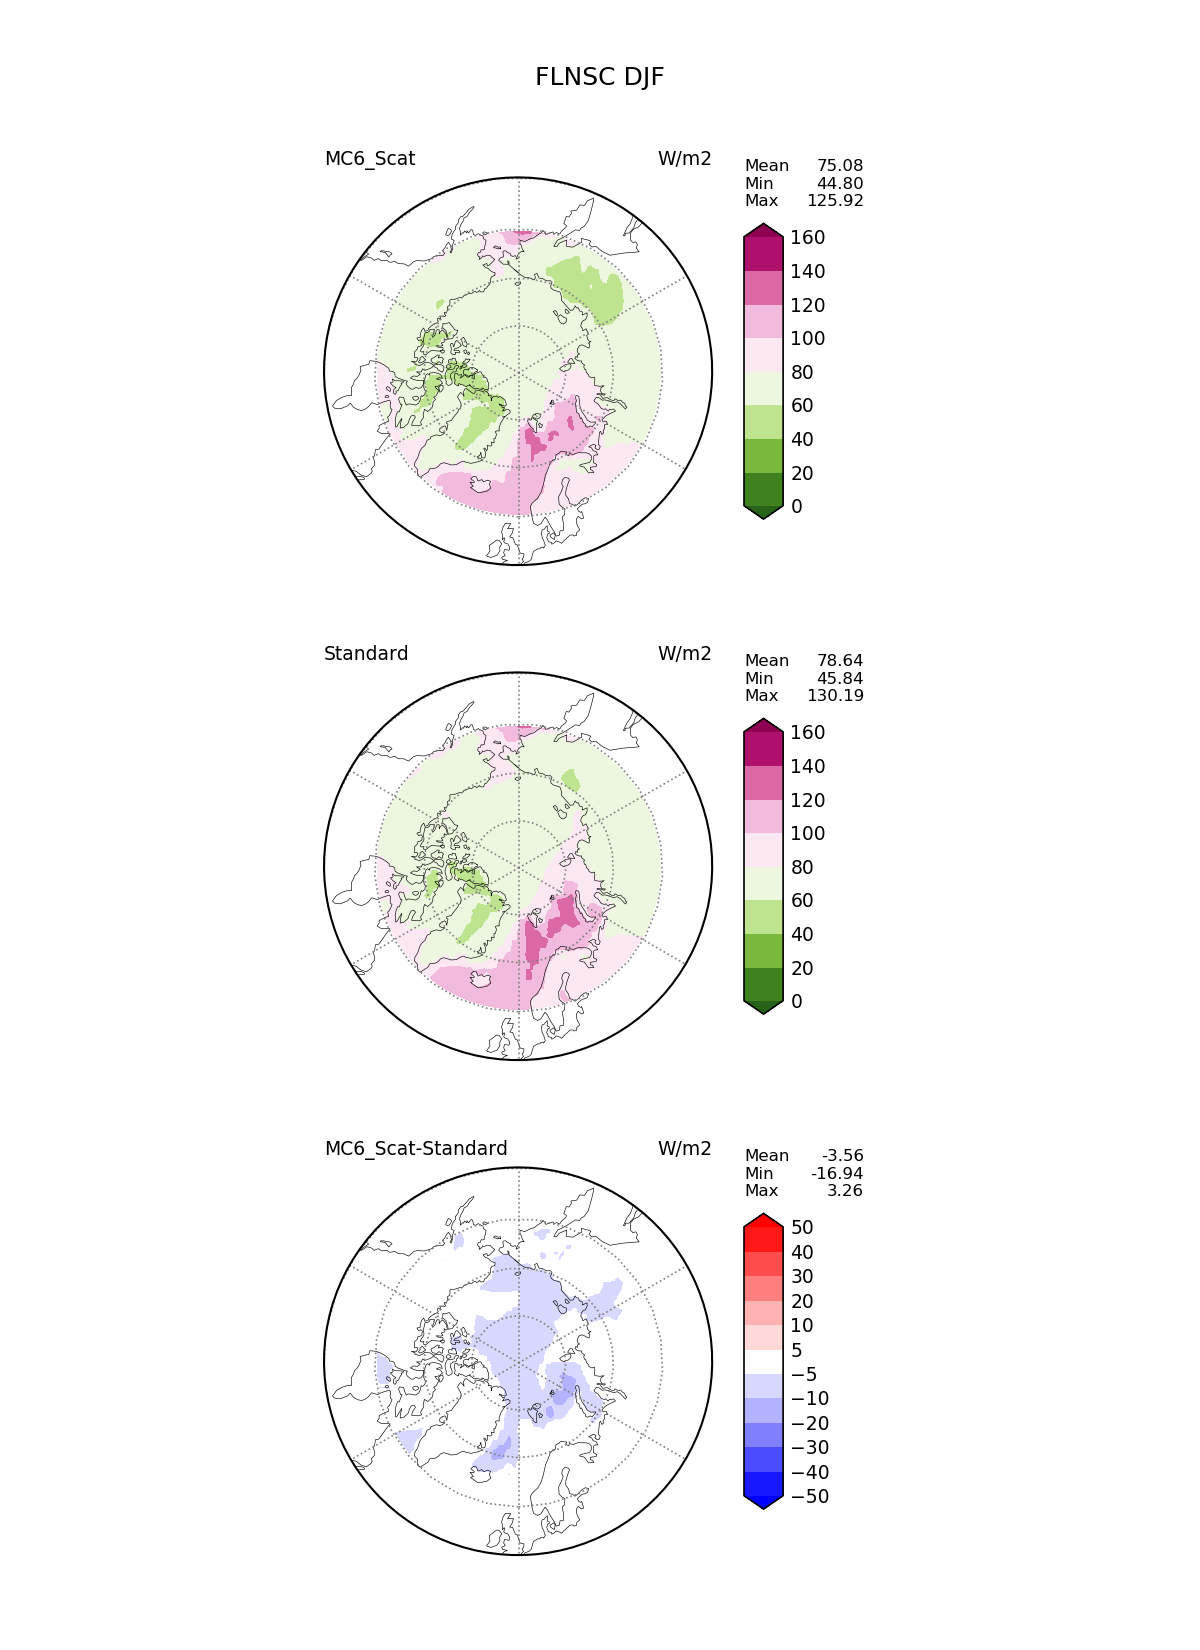 FLNSC DJF
MC6_Scat
W/m2
Mean 75.08
Min 44.80
Max 125.92
160
140
120
100
80
60
40
20
0
Standard
W/m2
Mean 78.64
Min 45.84
Max 130.19
160
140
120
100
80
60
40
20
0
MC6_Scat-Standard
W/m2
Mean -3.56
Min -16.94
Max 3.26
50
40
30
20
10
5
−5
−10
−20
−30
−40
−50